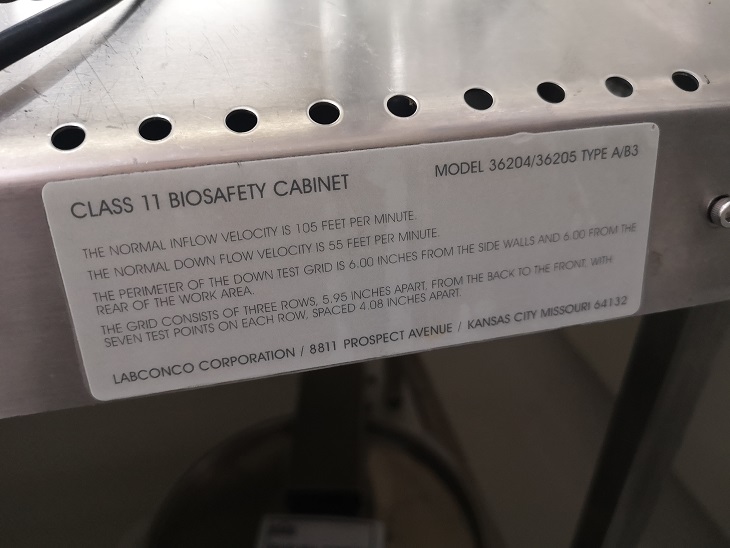 CLASS 11 BIOSAFETY CABINET
MODEL 36204/36205 TYPE A/B3
THE NORMAL INFLOW VELOCITY IS 105 FEET PER MINUTE.
THE NORMAL DOWN FLOW VELOCITY IS 55 FEET PER MINUTE.
THE PERIMETER OF THE DOWN TEST GRID IS 6.00 INCHES FROM THE SIDE WALLS AND 6.00 FROM THE
REAR OF THE WORK AREA.
THE GRID CONSISTS OF THREE ROWS, 5.95 INCHES APART, FROM THE BACK TO THE FRONT, WITH
SEVEN TEST POINTS ON EACH ROW, SPACED 4.08 INCHES APART.
LABCONCO CORPORATION / 8811 PROSPECT AVENUE / KANSAS CITY MISSOURI 64132